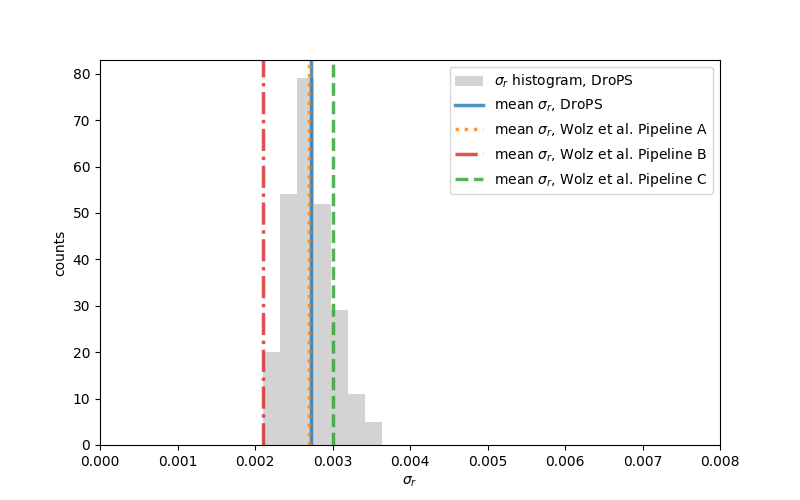 80
70
60
50
40
30
20
10
0
counts
0.000 0.001 0.002 0.003 0.004 0.005 0.006 0.007 0.008
σr
σr histogram, DroPS
mean σr, DroPS
mean σr, Wolz et al. Pipeline A
mean σr, Wolz et al. Pipeline B
mean σr, Wolz et al. Pipeline C